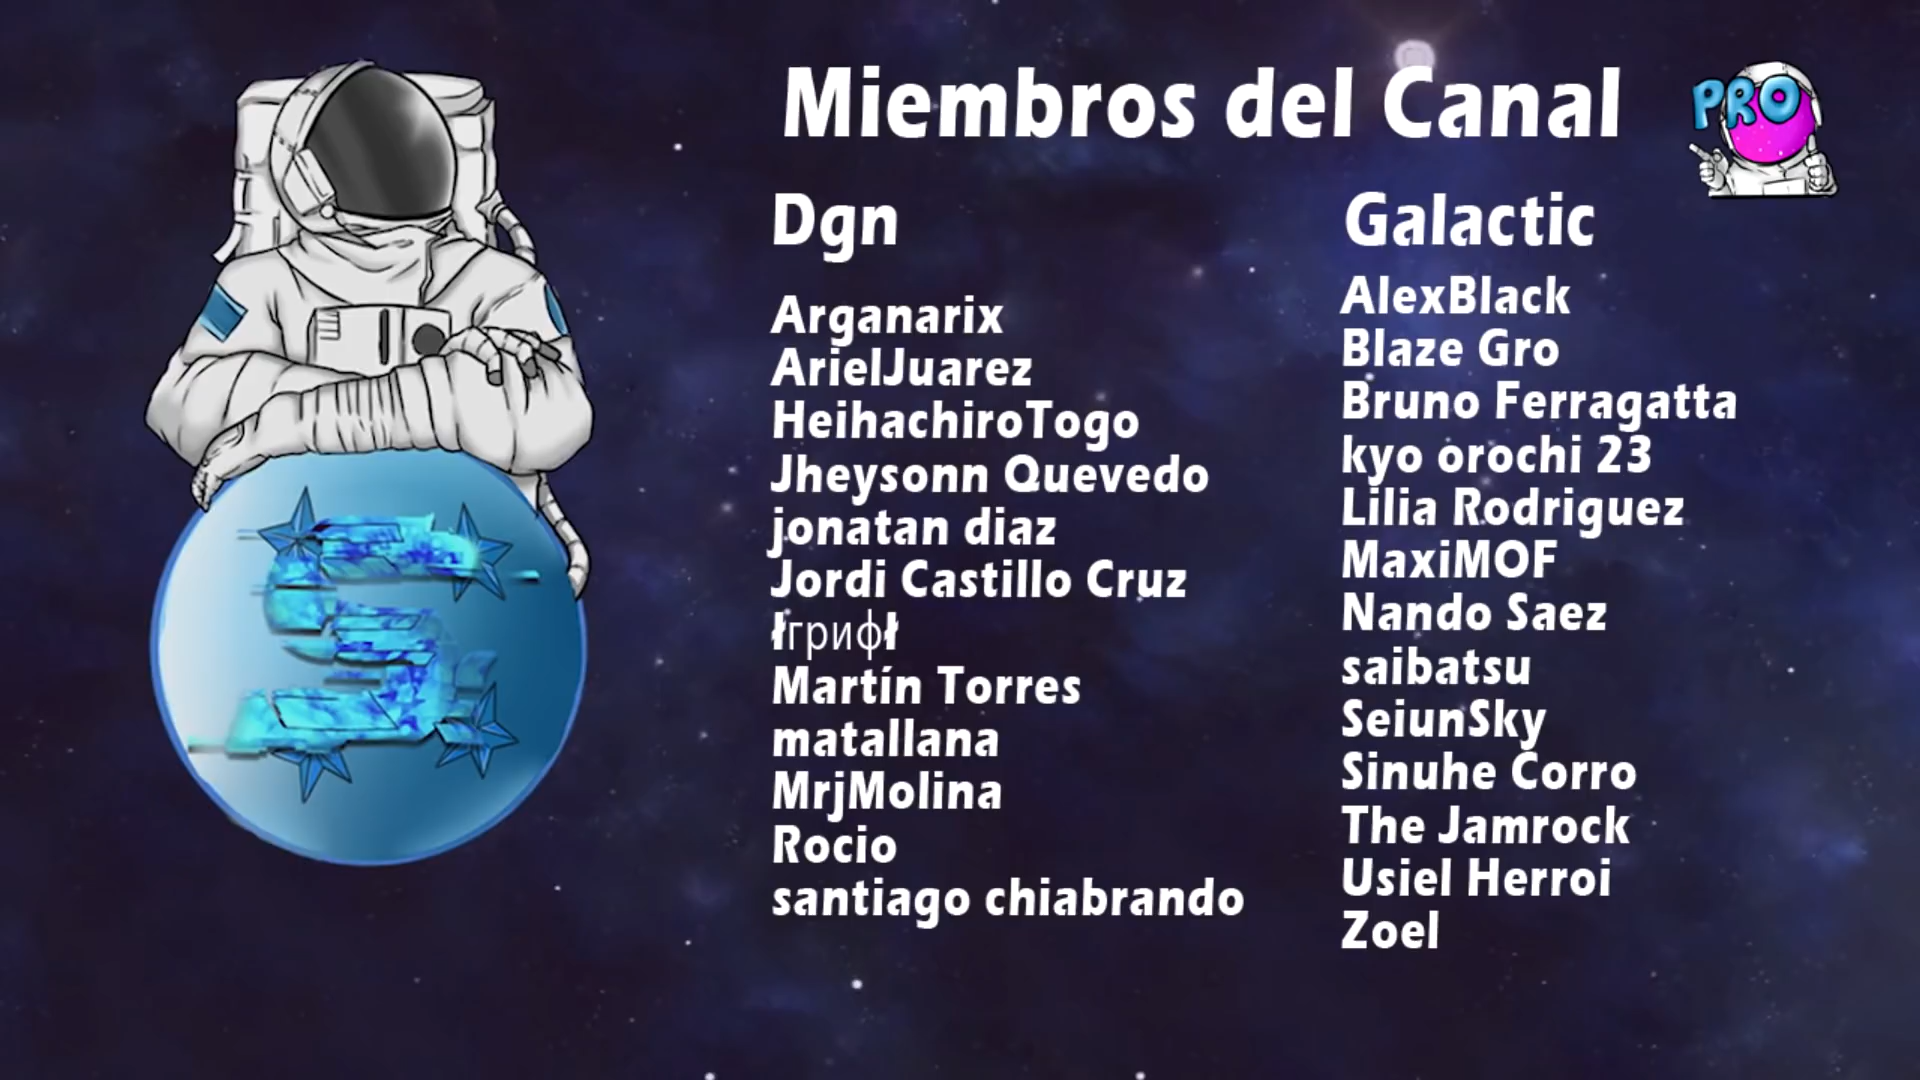 Miembros del Canal
PRO
Dgn
Arganarix
ArielJuarez
HeihachiroTogo
Jheysonn Quevedo
jonatan diaz
Jordi Castillo Cruz
łгрифł
Martín Torres
matallana
MrjMolina
Rocio
santiago chiabrando
Galactic
AlexBlack
Blaze Gro
Bruno Ferragatta
kyo orochi 23
Lilia Rodriguez
MaxiMOF
Nando Saez
saibatsu
SeiunSky
Sinuhe Corro
The Jamrock
Usiel Herroi
Zoel
S